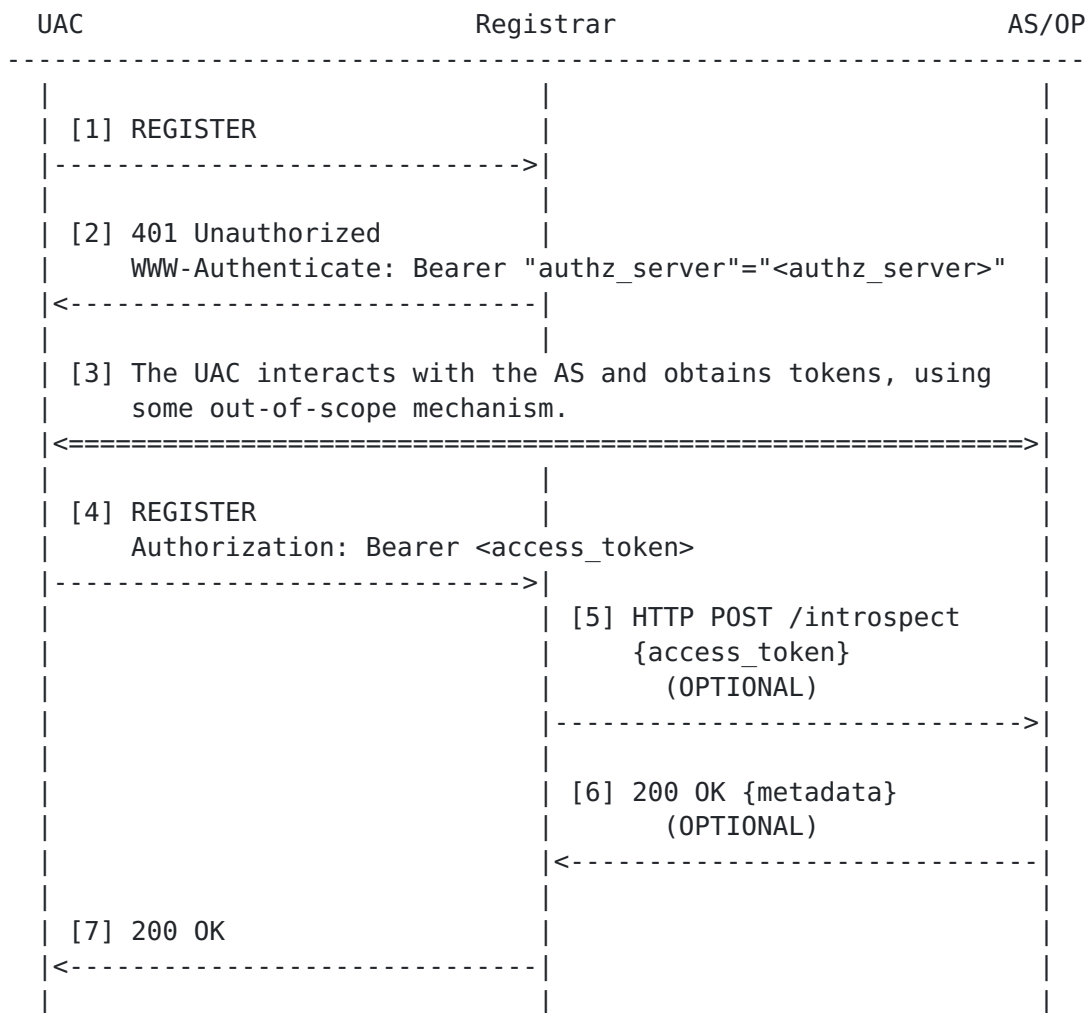 UAC Registrar AS/OP
[1] REGISTER
[2] 401 Unauthorized
WWW-Authenticate: Bearer "authz_server"="<authz_server>"
[3] The UAC interacts with the AS and obtains tokens, using
some out-of-scope mechanism.
[4] REGISTER
Authorization: Bearer <access_token>
[5] HTTP POST /introspect
{access_token}
(OPTIONAL)
[6] 200 OK {metadata}
(OPTIONAL)
[7] 200 OK